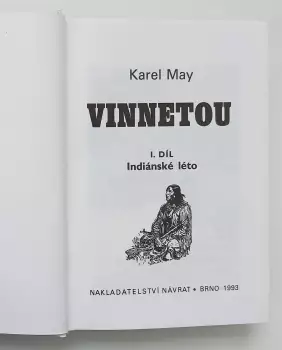 Karel May
VINNETOU
I. DÍL
Indiánské léto
NAKLADATELSTVÍ NÁVRAT • BRNO 1993